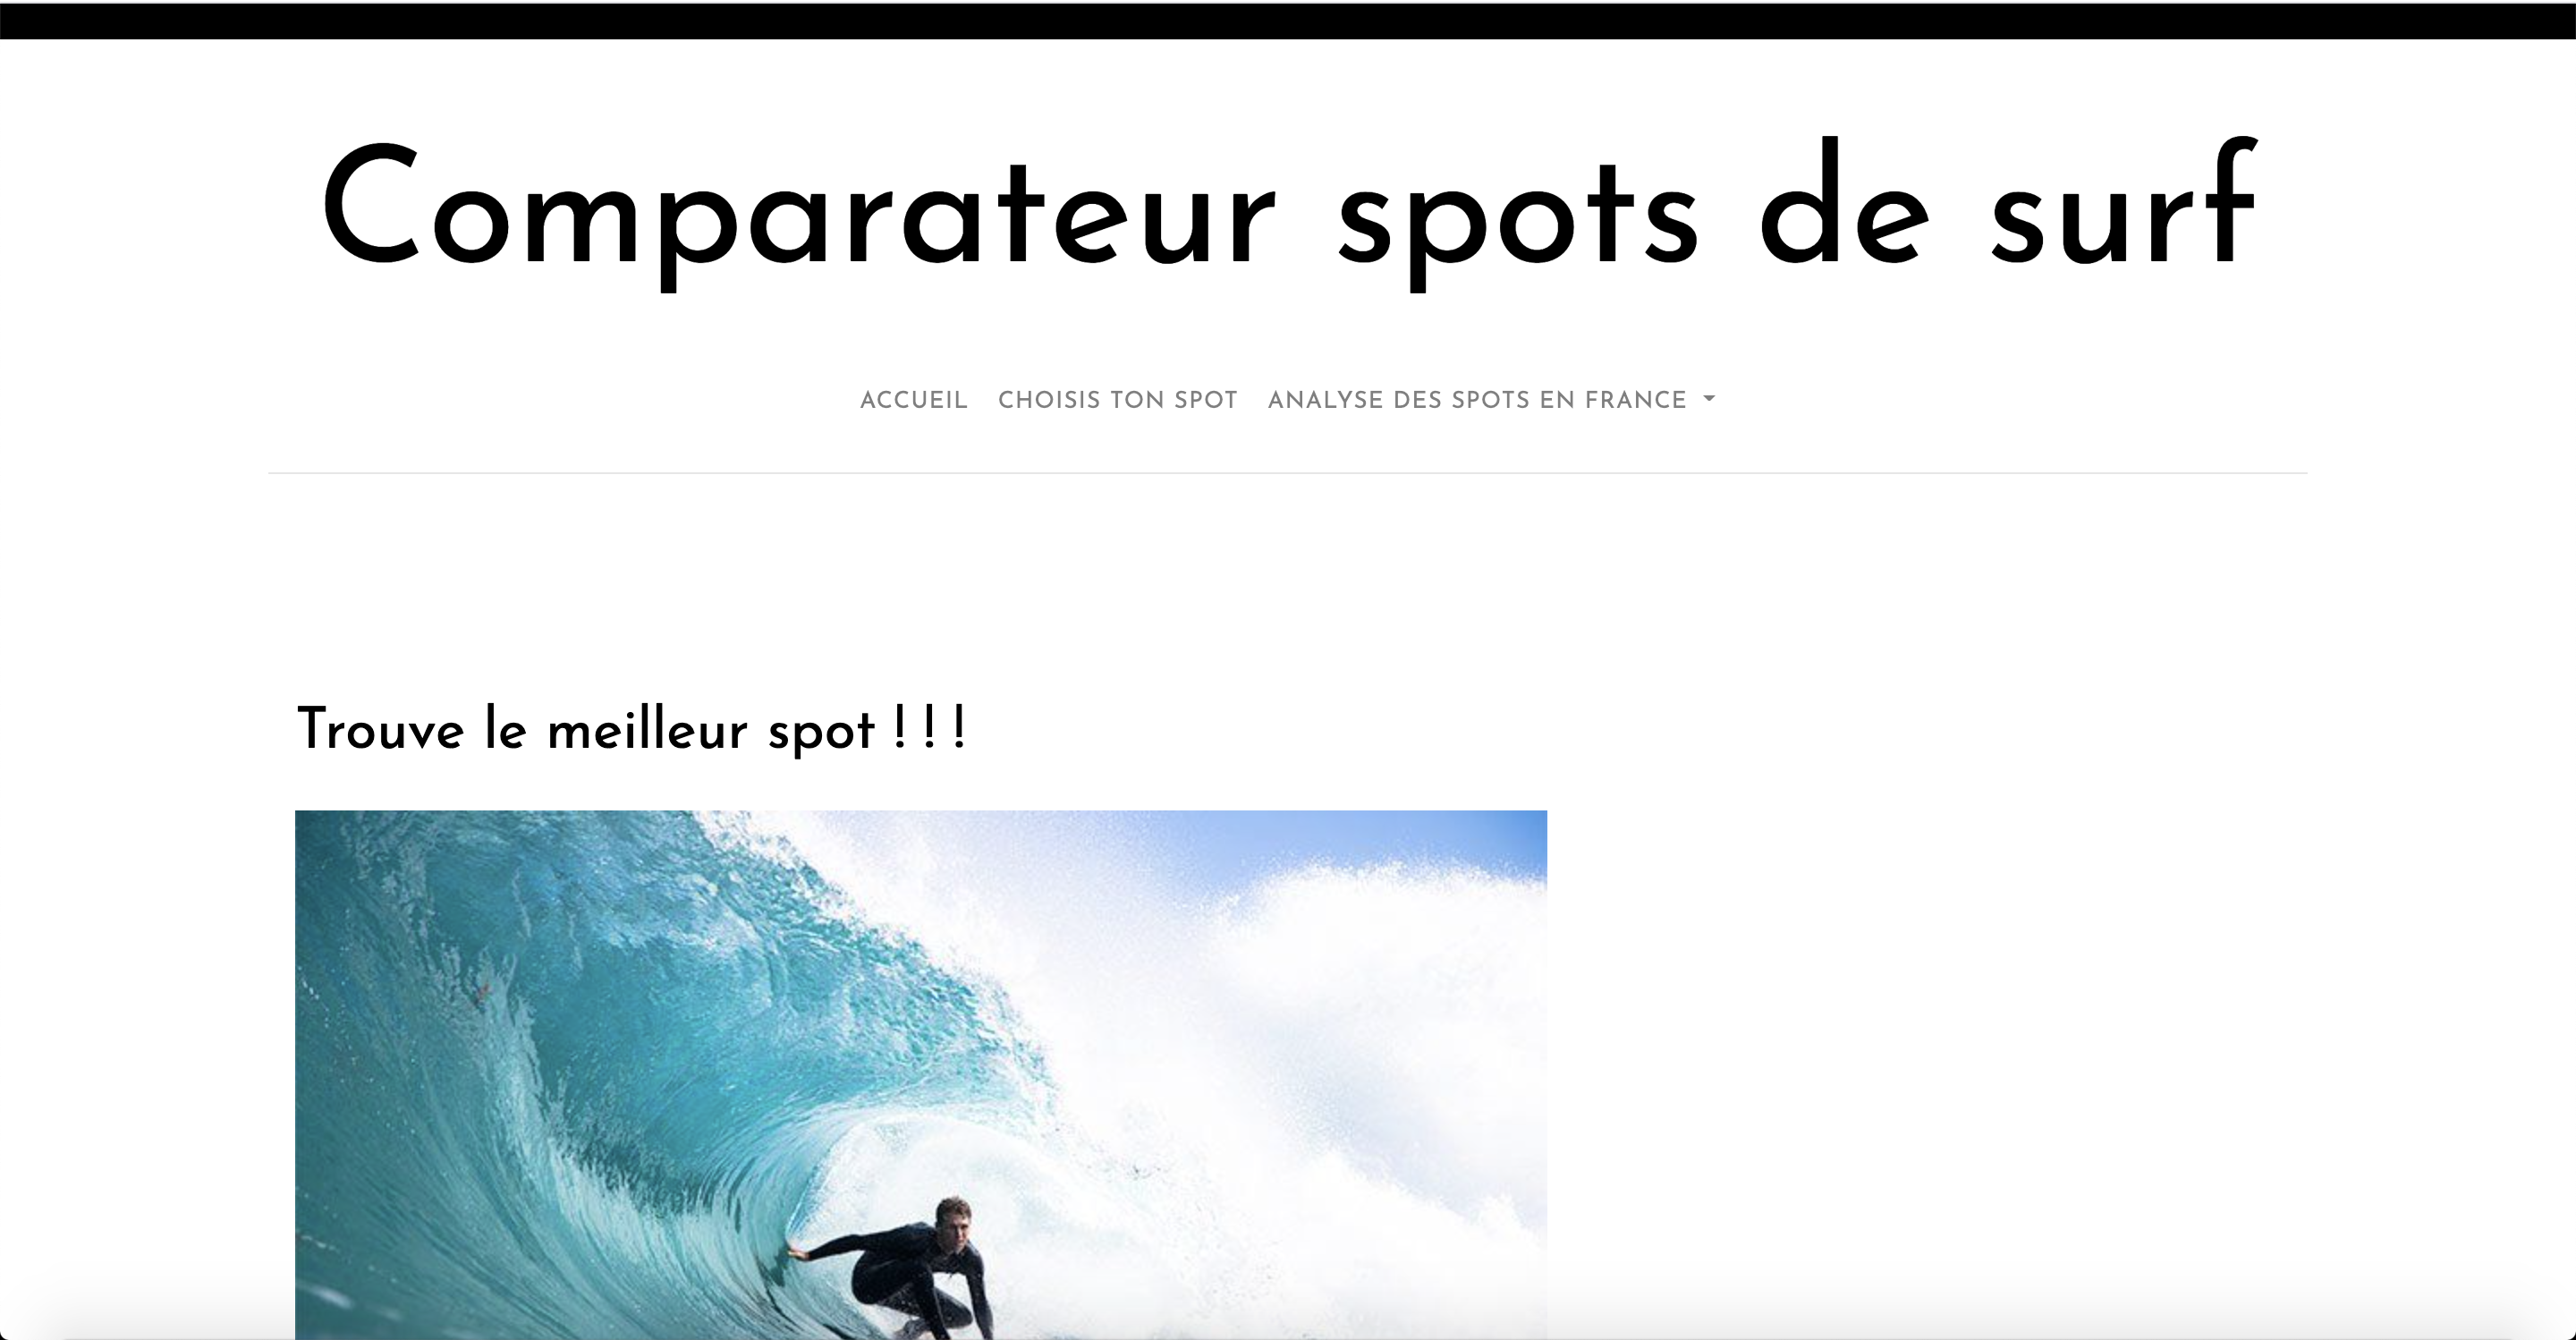 Comparateur spots de surf
ACCUEIL CHOISIS TON SPOT ANALYSE DES SPOTS EN FRANCE
Trouve le meilleur spot ! ! !